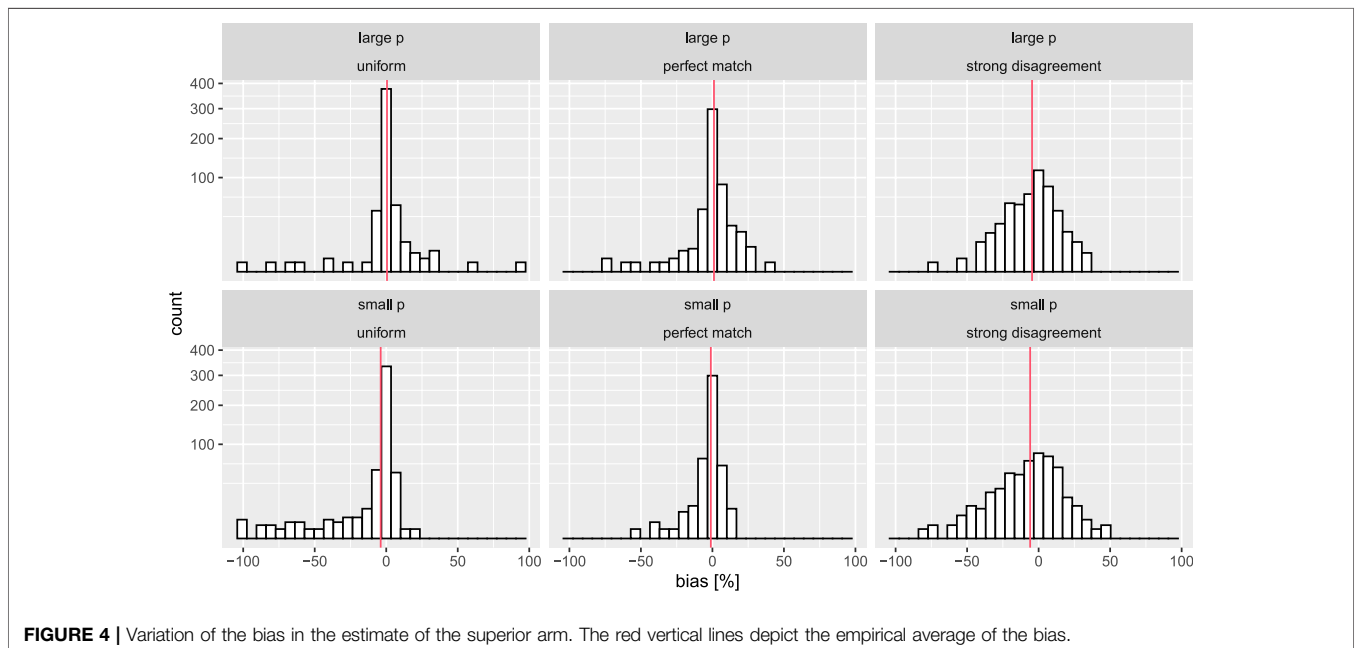 large p
uniform
large p
perfect match
large p
strong disagreement
400
300
200
100
small p
uniform
small p
perfect match
small p
strong disagreement
400
300
200
100
count
−100 −50 0 50 100
−100 −50 0 50 100
−100 −50 0 50 100
bias [%]
FIGURE 4 | Variation of the bias in the estimate of the superior arm. The red vertical lines depict the empirical average of the bias.